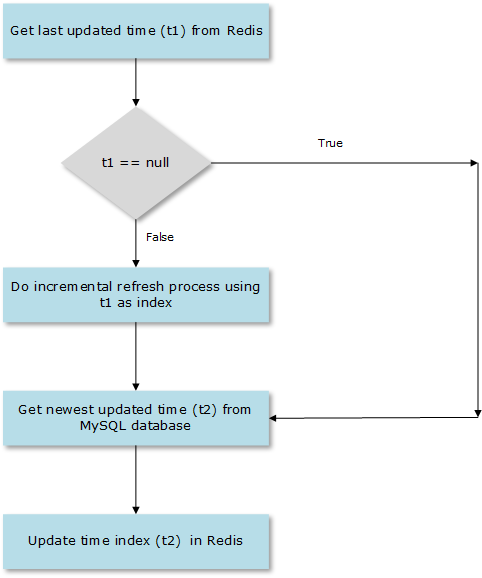 Get last updated time (t1) from Redis
t1 == null
True
False
Do incremental refresh process using
t1 as index
Get newest updated time (t2) from
MySQL database
Update time index (t2) in Redis